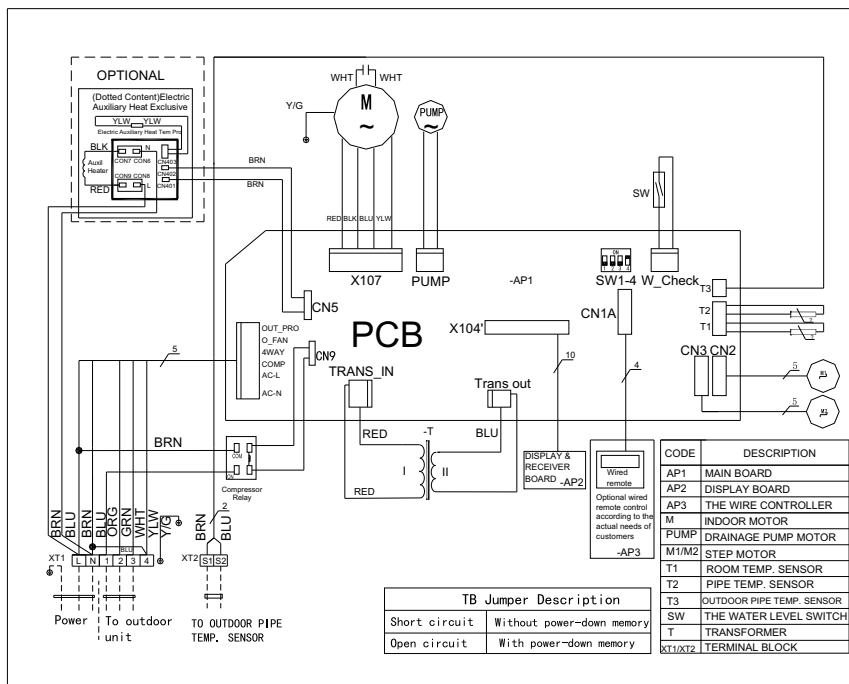 OPTIONAL
(Dotted Content)Electric
Auxiliary Heat Exclusive
YLW YLW
Electric Auxiliary Heat Tem Pro
BLK
N
CON7 CON6
CN403
CN402
CN401
Auxil
Heater
CON9 CON8
L
RED
BRN
BRN
WHT
WHT
Y/G
M
~
PUMP
~
RED BLK BLU YLW
X107
PUMP
-AP1
SW
ON
1 2 3 4
SW1-4
W_Check
T3
T2
T1
2
1
CN5
PCB
X104'
CN1A
CN3
CN2
5
M1
5
M2
5
OUT_PRO
O_FAN
4WAY
COMP
AC-L
AC-N
CN9
TRANS_IN
Trans out
10
4
BRN
COM
Compressor
Relay
RED
RED
-T
I
II
BLU
DISPLAY &
RECEIVER
BOARD
-AP2
Wired
remote
Optional wired
remote control
according to the
actual needs of
customers
-AP3
BRN
BLU
BRN
BLU
ORG
GRN
WHT
YLW
Y/G
BLU
XT1
L N 1 2 3 4
BRN
BLU
2
XT2
S1 S2
Power
To outdoor
unit
TO OUTDOOR PIPE
TEMP. SENSOR
TB Jumper Description
Short circuit Without power-down memory
Open circuit With power-down memory
CODE DESCRIPTION
AP1 MAIN BOARD
AP2 DISPLAY BOARD
AP3 THE WIRE CONTROLLER
M INDOOR MOTOR
PUMP DRAINAGE PUMP MOTOR
M1/M2 STEP MOTOR
T1 ROOM TEMP. SENSOR
T2 PIPE TEMP. SENSOR
T3 OUTDOOR PIPE TEMP. SENSOR
SW THE WATER LEVEL SWITCH
T TRANSFORMER
XT1/XT2 TERMINAL BLOCK